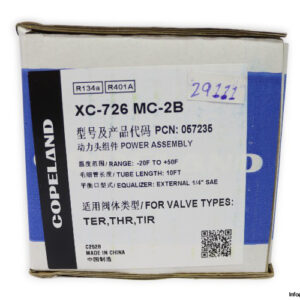 R134a R401A
29111
XC-726 MC-2B
型号及产品代码 PCN: 057235
动力头组件 POWER ASSEMBLY
温度范围/ RANGE: -20F TO +50F
毛细管长度/ TUBE LENGTH: 10FT
平衡口型式/ EQUALIZER: EXTERNAL 1/4" SAE
适用阀体类型/ FOR VALVE TYPES:
TER,THR,TIR
MADE IN CHINA
中国制造
COPELAND